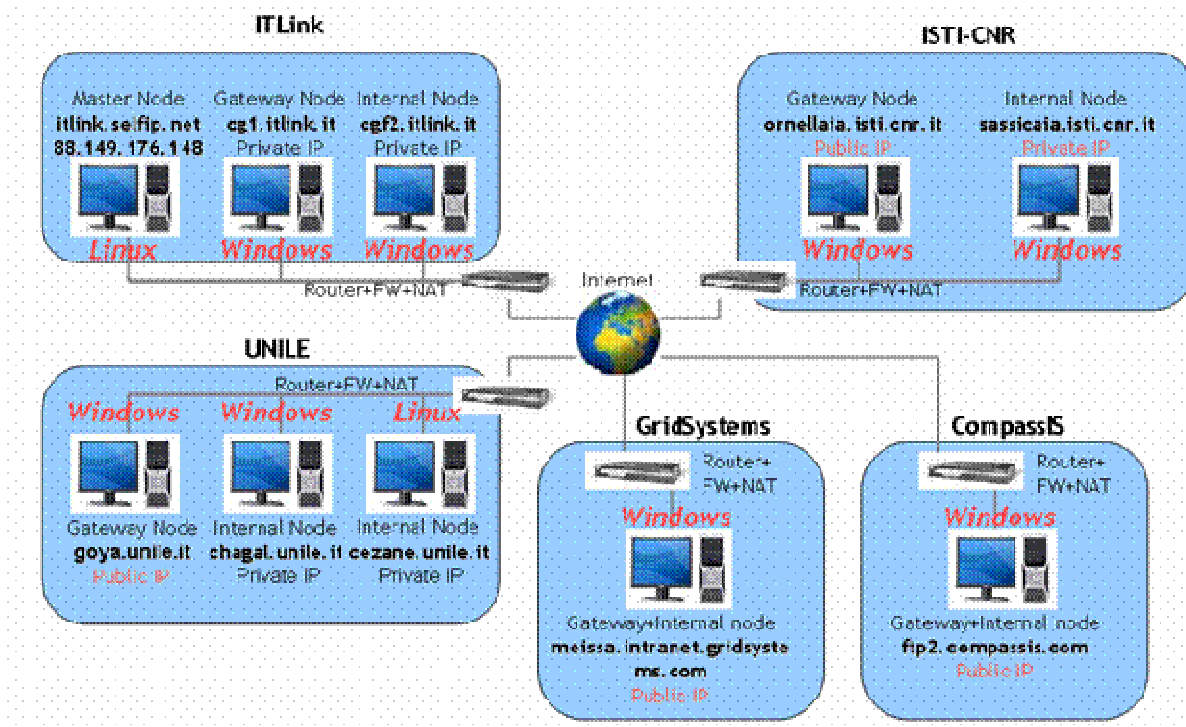 ITLink
Master Node
itlink.selfip.net
88.149.176.148
Linux
Gateway Node
cg1.itlink.it
Private IP
Windows
Internal Node
cgf2.itlink.it
Private IP
Windows
Router+FW+NAT
Internet
ISTI-CNR
Gateway Node
ornellaia.isti.cnr.it
Public IP
Windows
Internal Node
sassicaia.isti.cnr.it
Private IP
Windows
Router+FW+NAT
UNILE
Router+FW+NAT
Windows
Gateway Node
goya.unile.it
Public IP
Windows
Internal Node
chagal.unile.it
Private IP
Linux
Internal Node
cezane.unile.it
Private IP
GridSystems
Router+
FW+NAT
Windows
Gateway+Internal node
meissa.intranet.gridsyste
ms.com
Public IP
CompassIS
Router+
FW+NAT
Windows
Gateway+Internal node
ftp2.compassis.com
Public IP